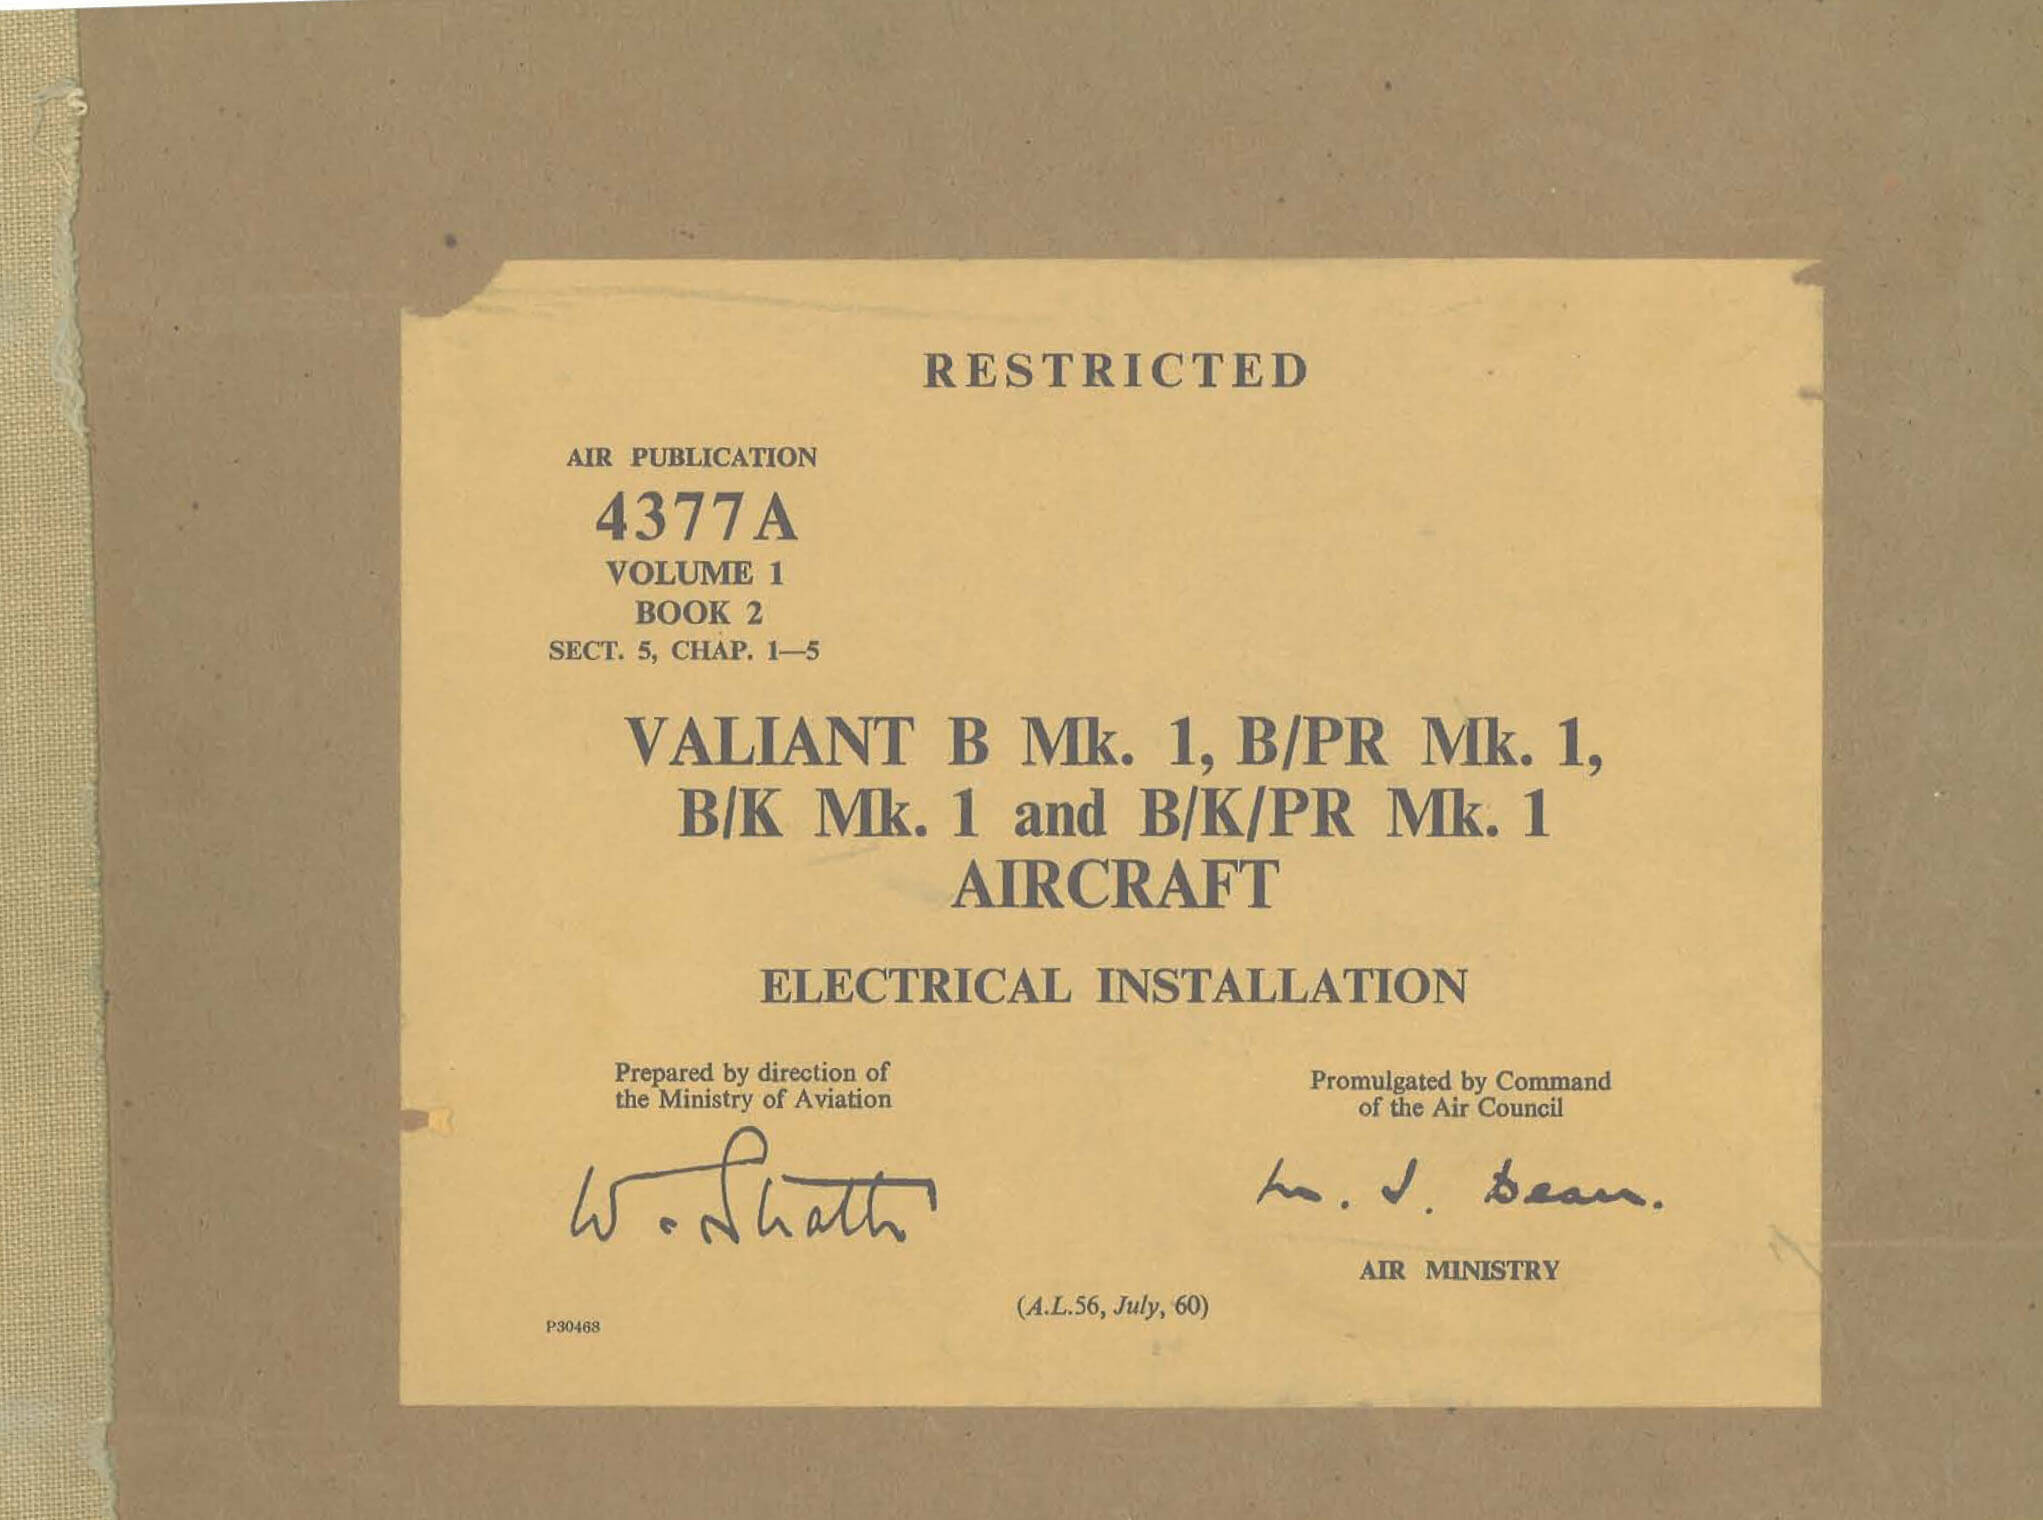 RESTRICTED
AIR PUBLICATION
4377A
VOLUME 1
BOOK 2
SECT. 5, CHAP. 1—5
VALIANT B Mk. 1, B/PR Mk. 1,
B/K Mk. 1 and B/K/PR Mk. 1
AIRCRAFT
ELECTRICAL INSTALLATION
Prepared by direction of
the Ministry of Aviation
W. Strath
Promulgated by Command
of the Air Council
M. J. Dean.
AIR MINISTRY
(A.L.56, July, 60)
P30468